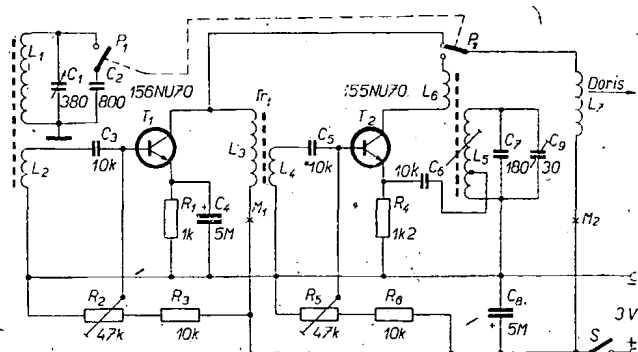 L1
C1
380
P1
C2
800
156NU70
T1
Tr1
C3
10k
L2
R1
1k
C4
5M
L3
M1
L4
C5
10k
155NU70
T2
L6
P2
10k
C6
L5
C7
180
C9
30
L7
Doris
R4
1k2
M2
R2
47k
R3
10k
R5
47k
R6
10k
C8
5M
3V
S